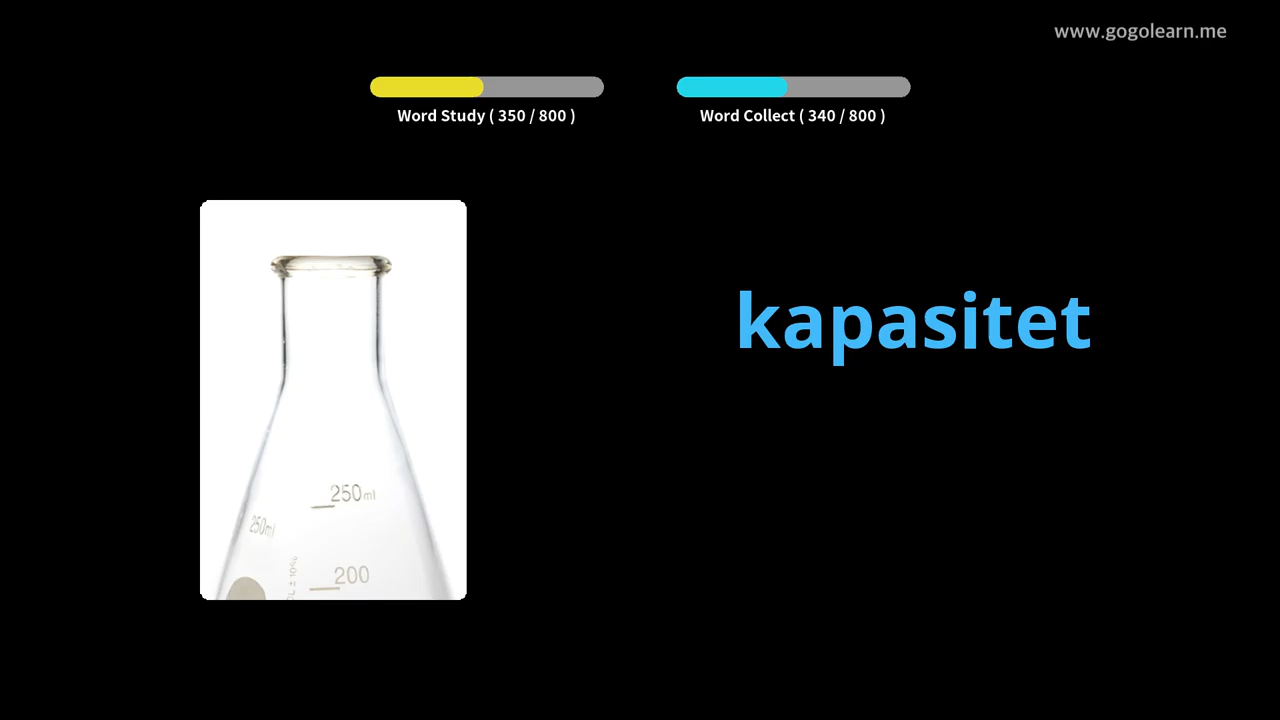 www.gogolearn.me
Word Study ( 350 / 800 )
Word Collect ( 340 / 800 )
kapasitet
250ml
250ml
200